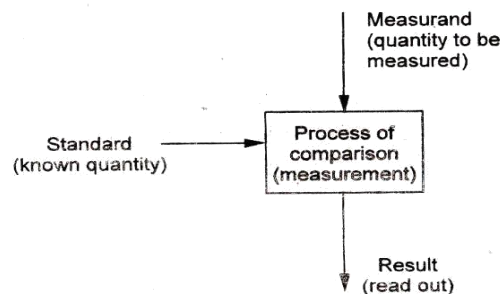 Measurand
(quantity to be
measured)
Standard
(known quantity)
Process of
comparison
(measurement)
Result
(read out)